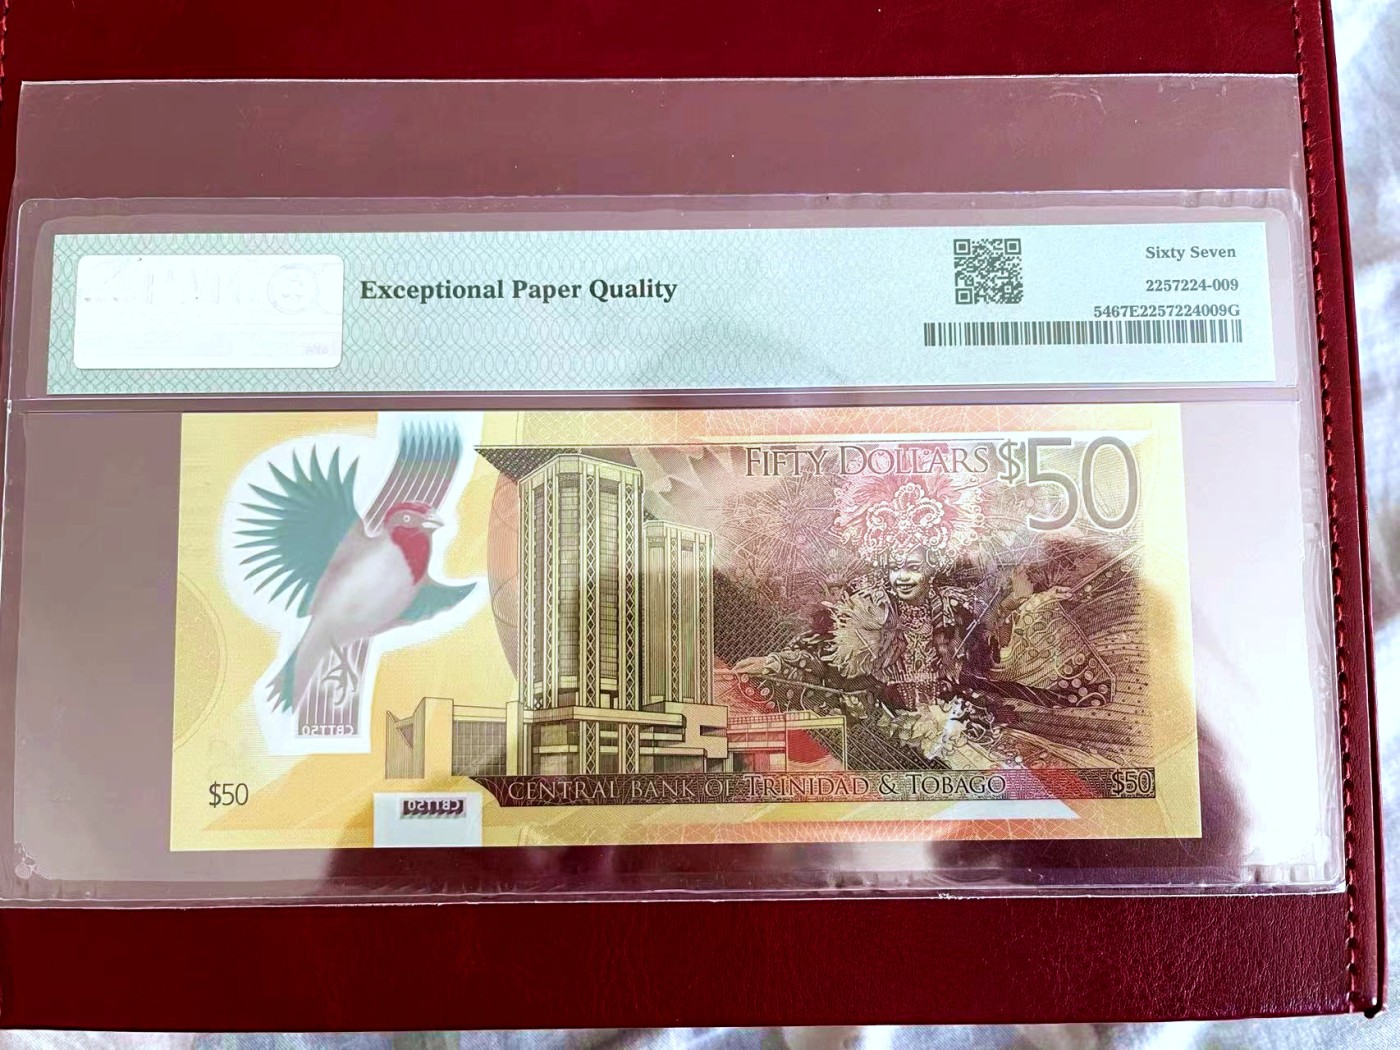 Exceptional Paper Quality
Sixty Seven
2257224-009
5467E2257224009G
FIFTY DOLLARS $50
CBTT50
$50
CBTT50
CENTRAL BANK OF TRINIDAD & TOBAGO
$50